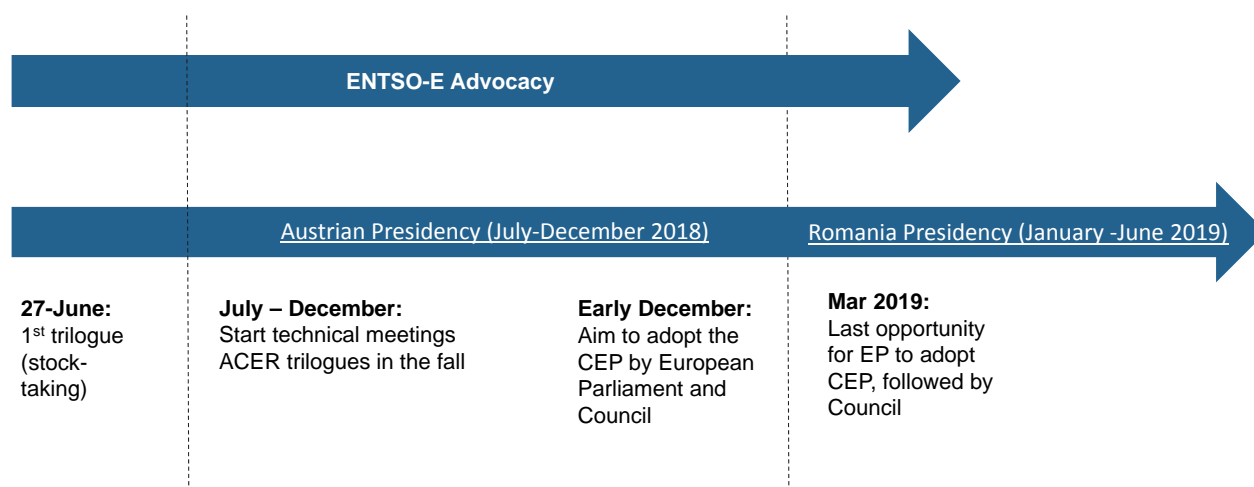 ENTSO-E Advocacy
Austrian Presidency (July-December 2018)
Romania Presidency (January -June 2019)
27-June:
1st trilogue
(stock-
taking)
July – December:
Start technical meetings
ACER trilogues in the fall
Early December:
Aim to adopt the
CEP by European
Parliament and
Council
Mar 2019:
Last opportunity
for EP to adopt
CEP, followed by
Council